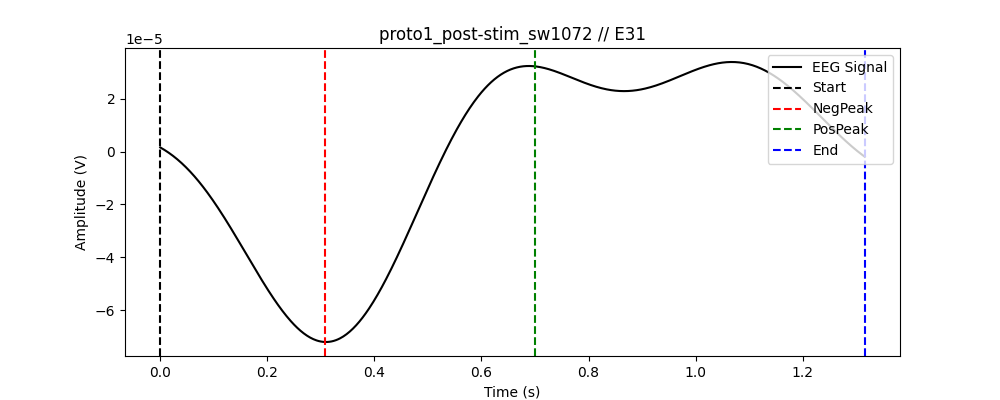 proto1_post-stim_sw1072 // E31
1e−5
EEG Signal
Start
NegPeak
PosPeak
End
2
0
−2
−4
−6
Amplitude (V)
0.0 0.2 0.4 0.6 0.8 1.0 1.2
Time (s)